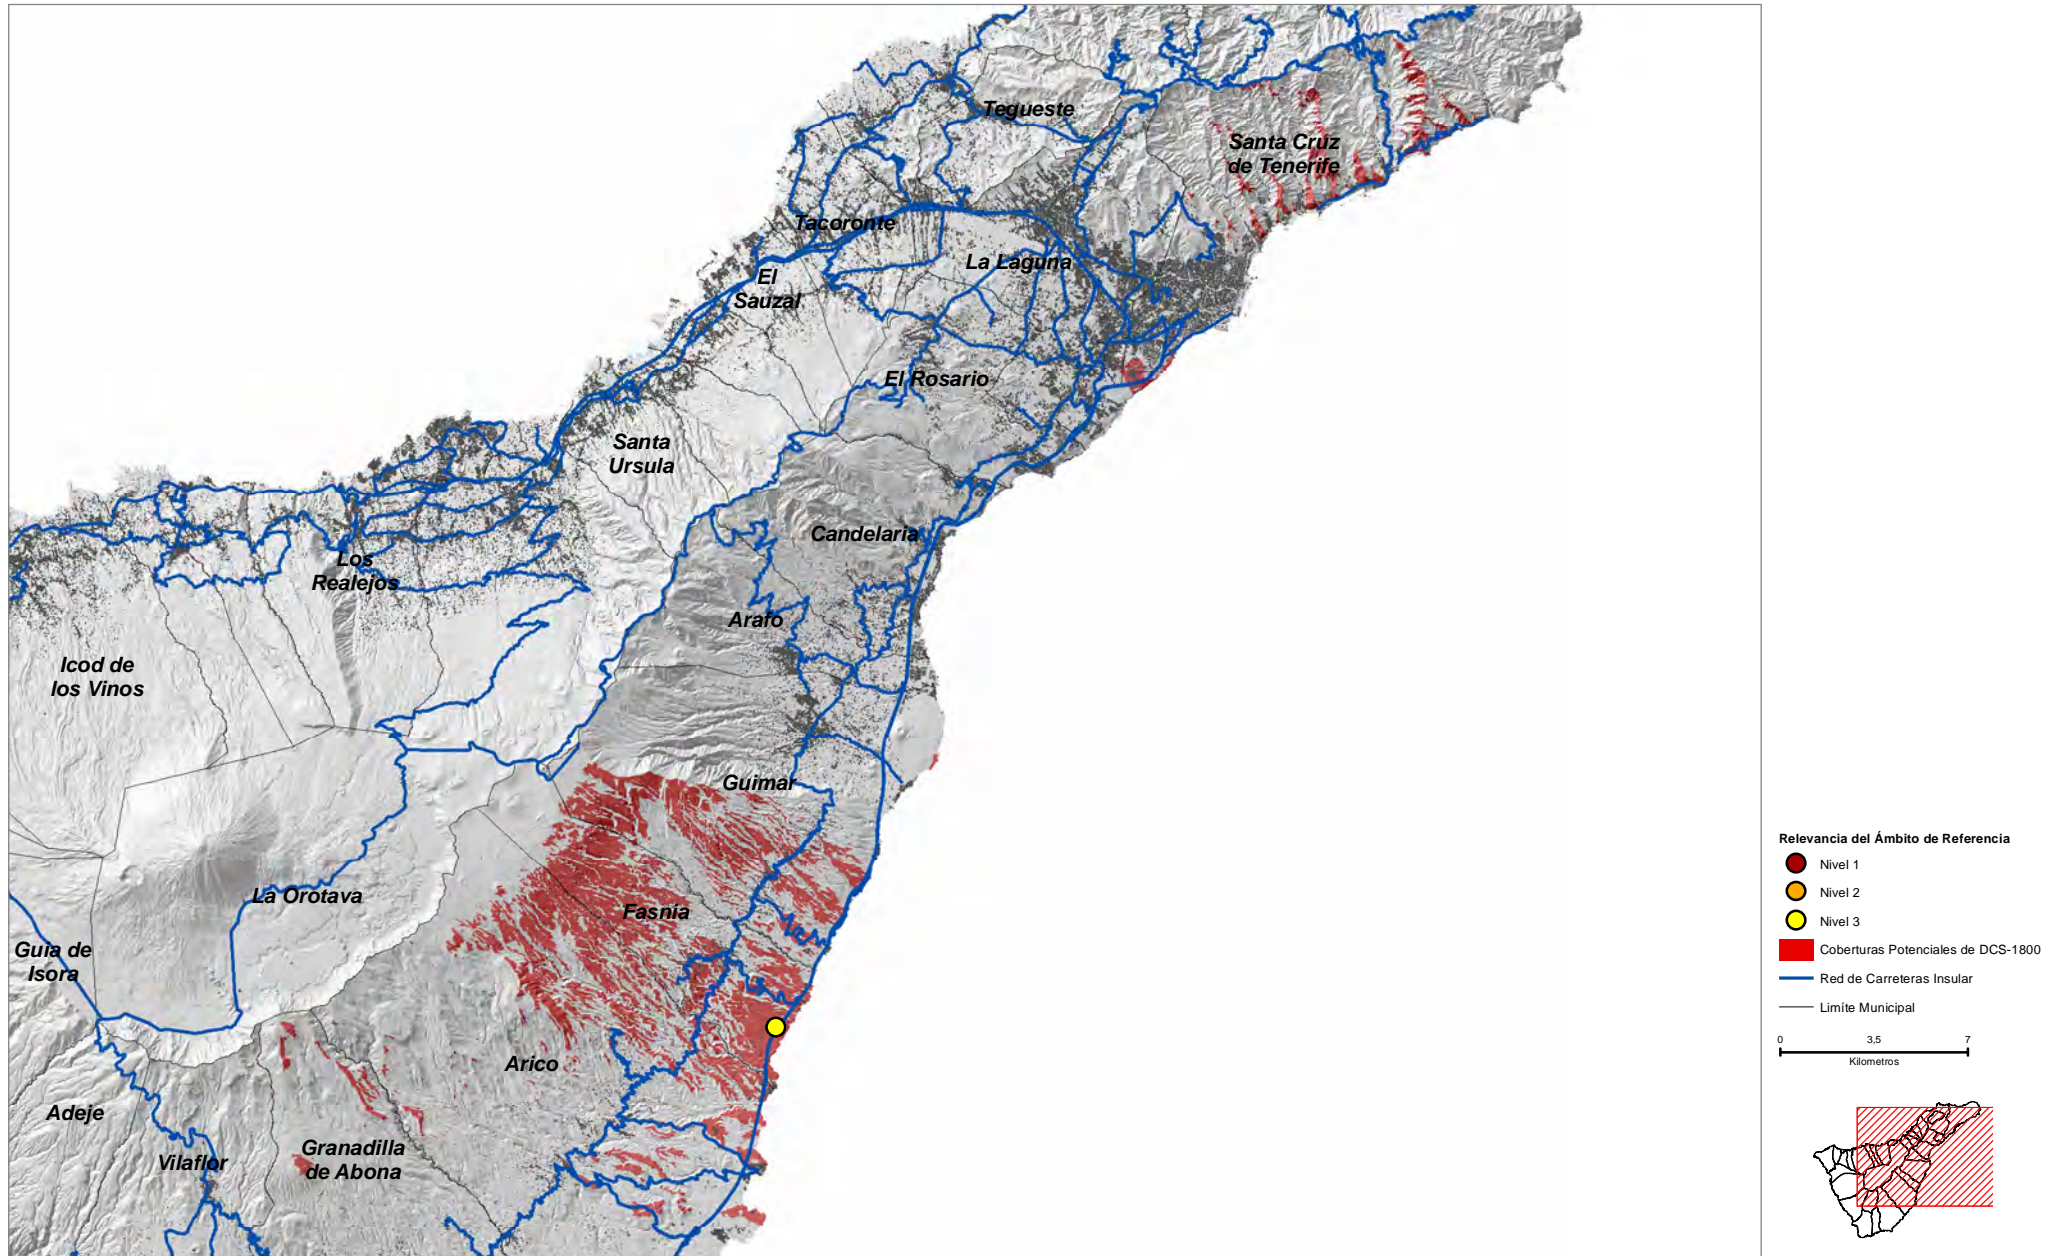 Tegueste
Santa Cruz
de Tenerife
Tacoronte
La Laguna
El
Sauzal
El Rosario
Santa
Ursula
Candelaria
Los
Realejos
Arafo
Icod de
los Vinos
Guimar
La Orotava
Fasnia
Guia de
Isora
Arico
Adeje
Vilaflor
Granadilla
de Abona
Relevancia del Ámbito de Referencia
Nivel 1
Nivel 2
Nivel 3
Coberturas Potenciales de DCS-1800
Red de Carreteras Insular
Limíte Municipal
0 3,5 7
Kilometros